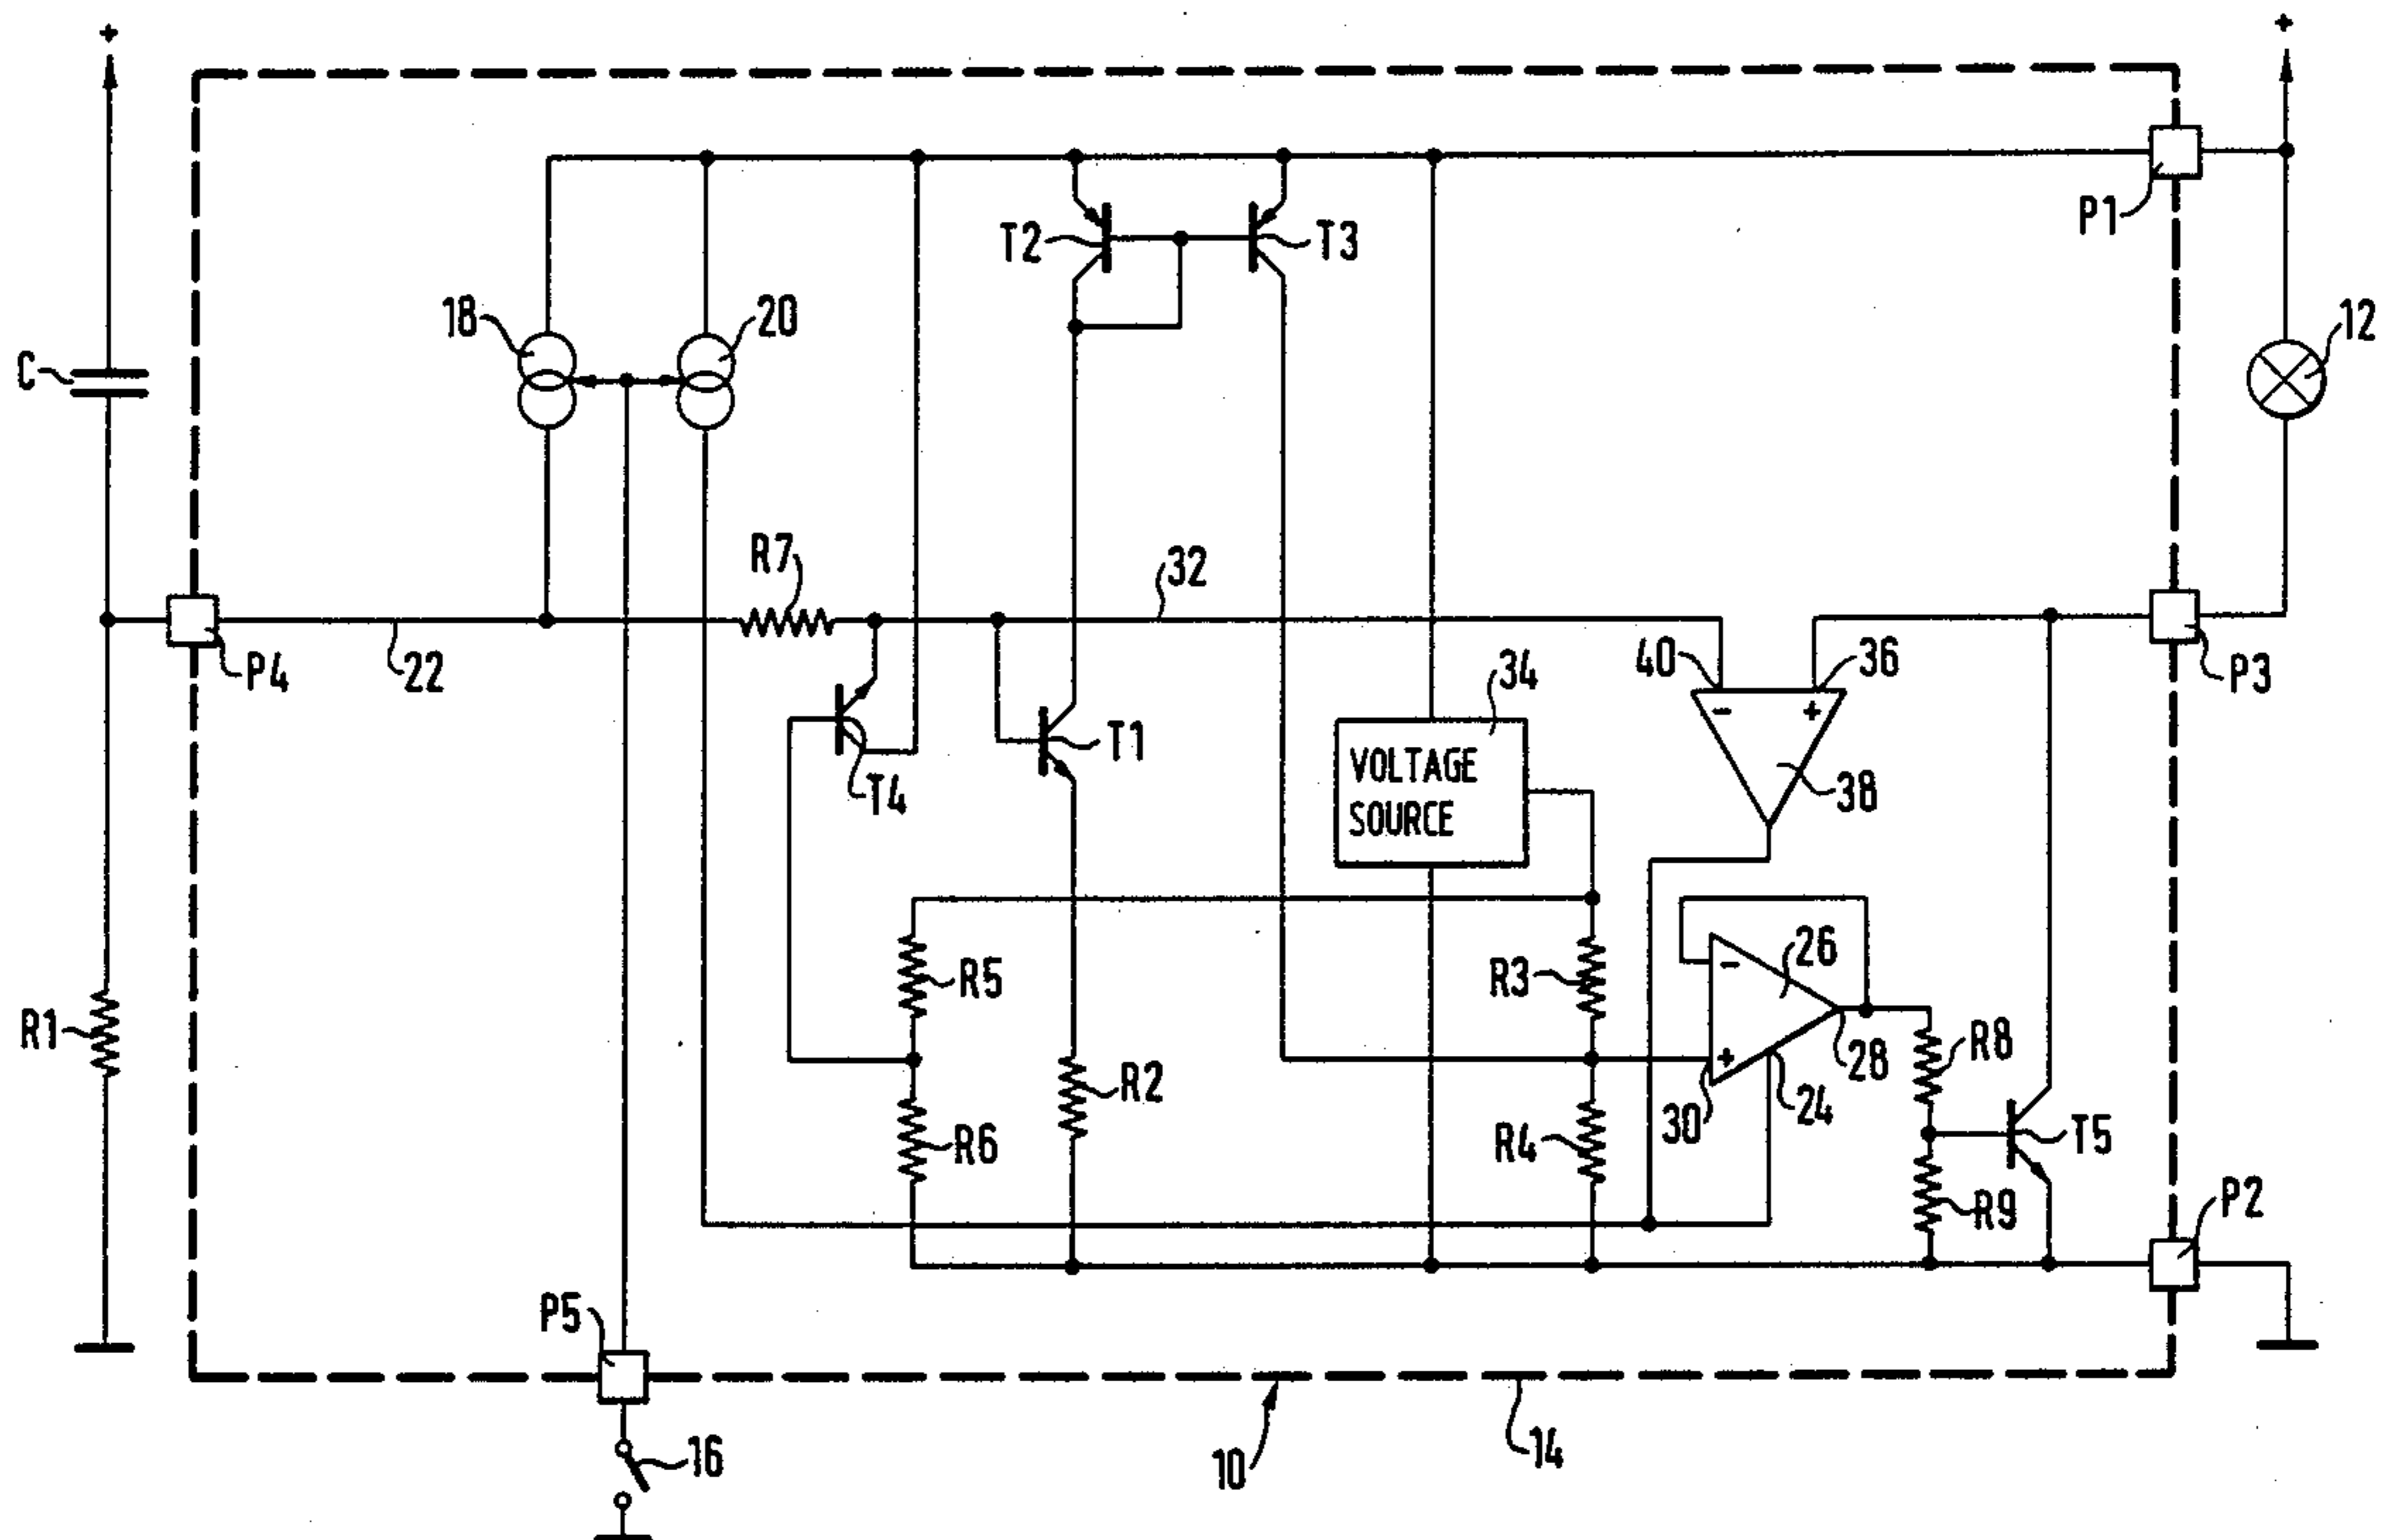 +
+
P1
T2
T3
18
20
12
C
R7
32
P4
22
40
36
34
P3
-
+
T1
VOLTAGE
SOURCE
38
T4
26
-
R5
R3
R1
28
R8
R2
+
24
30
T5
R6
R4
R9
P2
P5
16
10
14